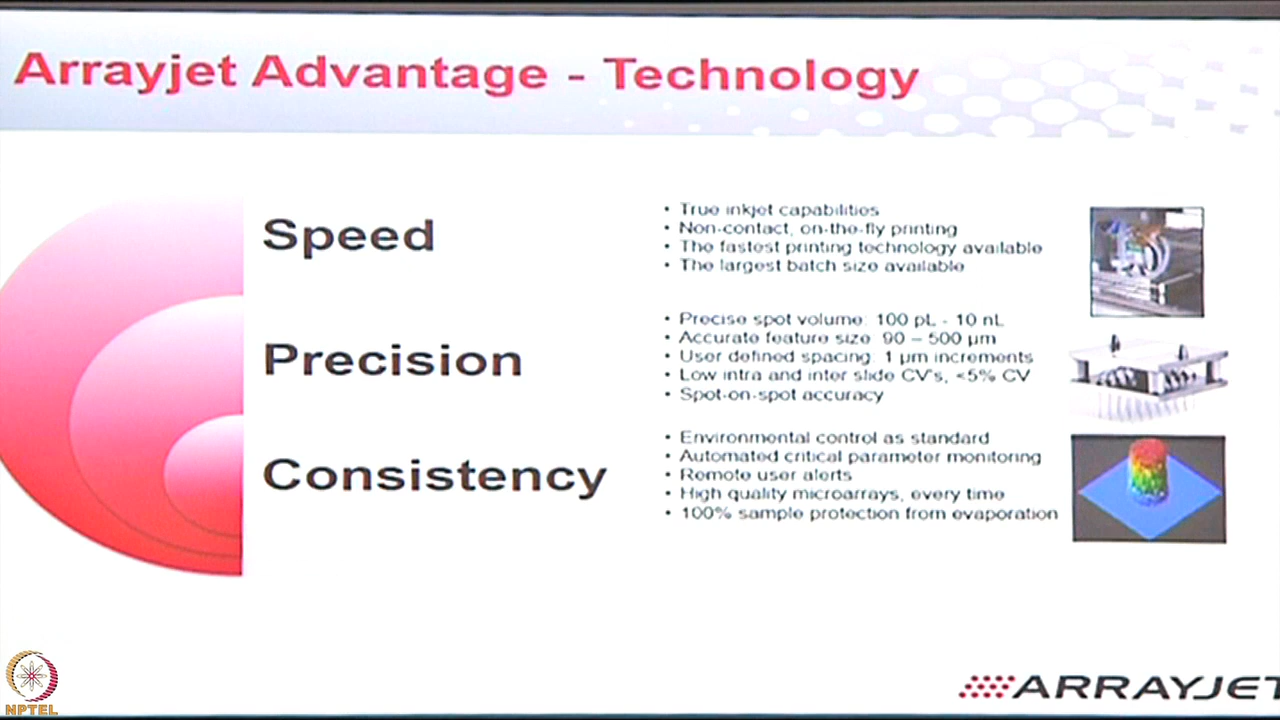 Arrayjet Advantage - Technology
Speed
• True inkjet capabilities
• Non-contact, on-the-fly printing
• The fastest printing technology available
• The largest batch size available
Precision
• Precise spot volume: 100 pL - 10 nL
• Accurate feature size: 90 – 500 µm
• User defined spacing: 1 µm increments
• Low intra and inter slide CV's, <5% CV
• Spot-on-spot accuracy
Consistency
• Environmental control as standard
• Automated critical parameter monitoring
• Remote user alerts
• High quality microarrays, every time
• 100% sample protection from evaporation
NPTEL
ARRAYJET